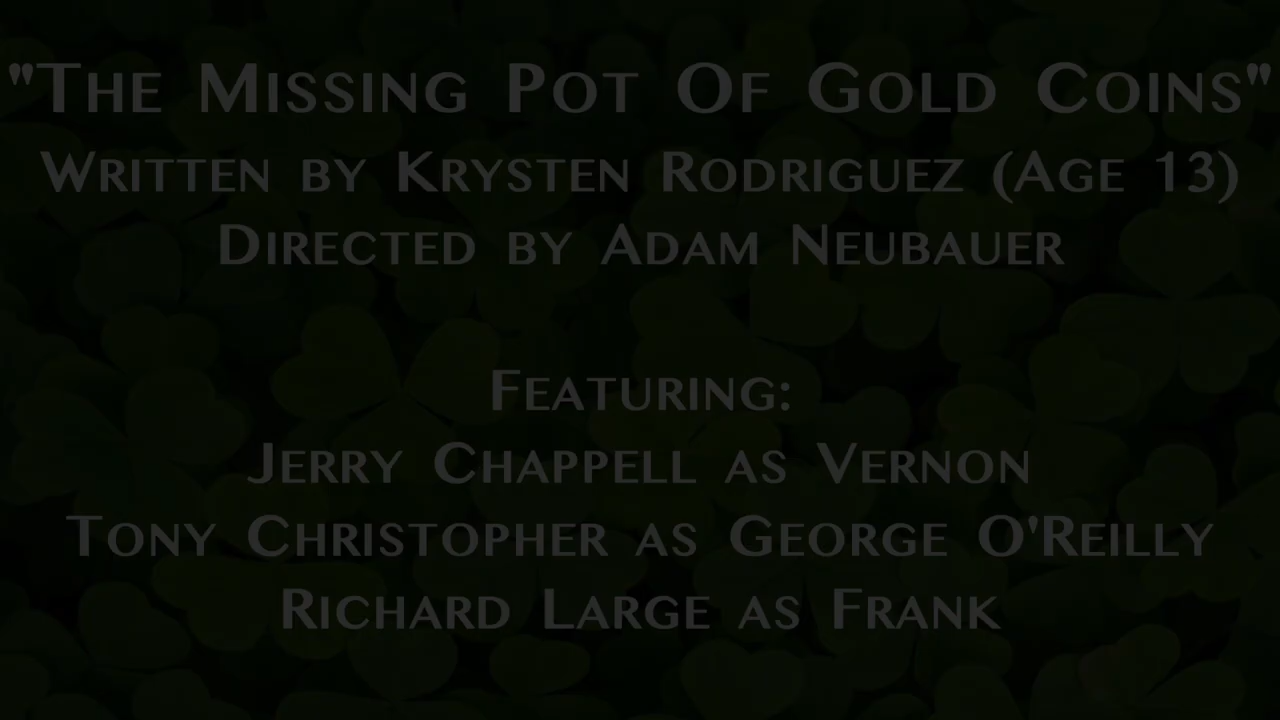 "The Missing Pot Of Gold Coins"
Written by Krysten Rodriguez (Age 13)
Directed by Adam Neubauer
Featuring:
Jerry Chappell as Vernon
Tony Christopher as George O'Reilly
Richard Large as Frank